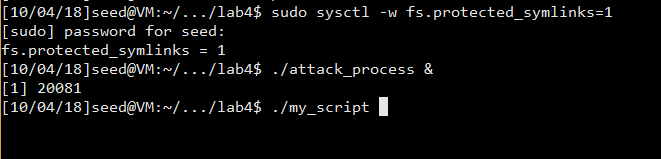 [10/04/18]seed@VM:~/.../lab4$ sudo sysctl -w fs.protected_symlinks=1
[sudo] password for seed:
fs.protected_symlinks = 1
[10/04/18]seed@VM:~/.../lab4$ ./attack_process &
[1] 20081
[10/04/18]seed@VM:~/.../lab4$ ./my_script